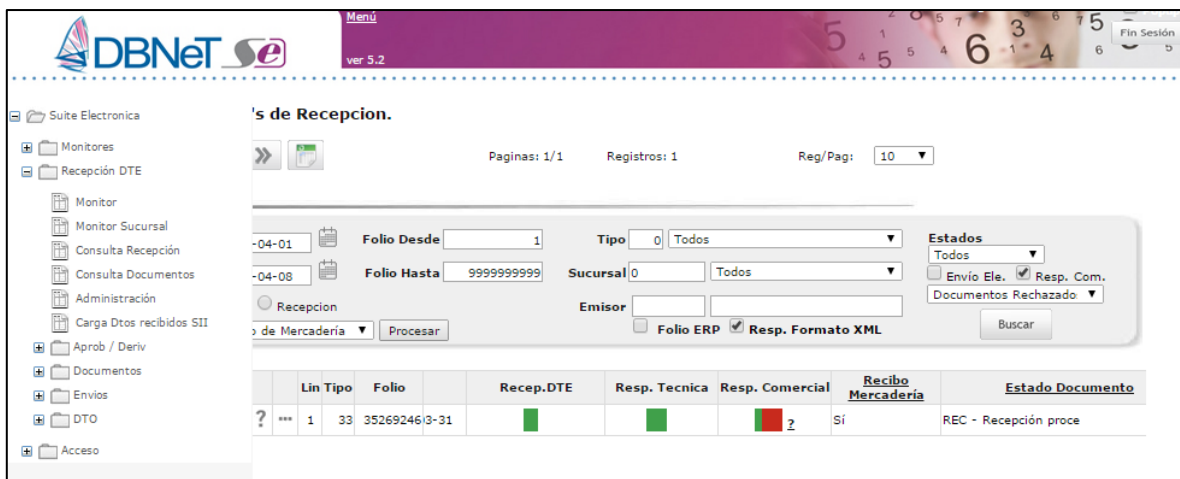 DBNeT Se
Menú
ver 5.2
Fin Sesión
Suite Electronica
Monitores
Recepción DTE
Monitor
Monitor Sucursal
Consulta Recepción
Consulta Documentos
Administración
Carga Dtos recibidos SII
Aprob / Deriv
Documentos
Envios
DTO
Acceso
's de Recepcion.
Paginas: 1/1 Registros: 1 Reg/Pag: 10
-04-01 Folio Desde 1 Tipo 0 Todos Estados
Todos
-04-08 Folio Hasta 9999999999 Sucursal 0 Todos Envío Ele. Resp. Com.
Recepcion Emisor Documentos Rechazado
o de Mercadería Procesar Folio ERP Resp. Formato XML Buscar
Lin Tipo Folio Recep.DTE Resp. Tecnica Resp. Comercial Recibo Mercadería Estado Documento
? ... 1 33 35269246 3-31 ? Sí REC - Recepción proce